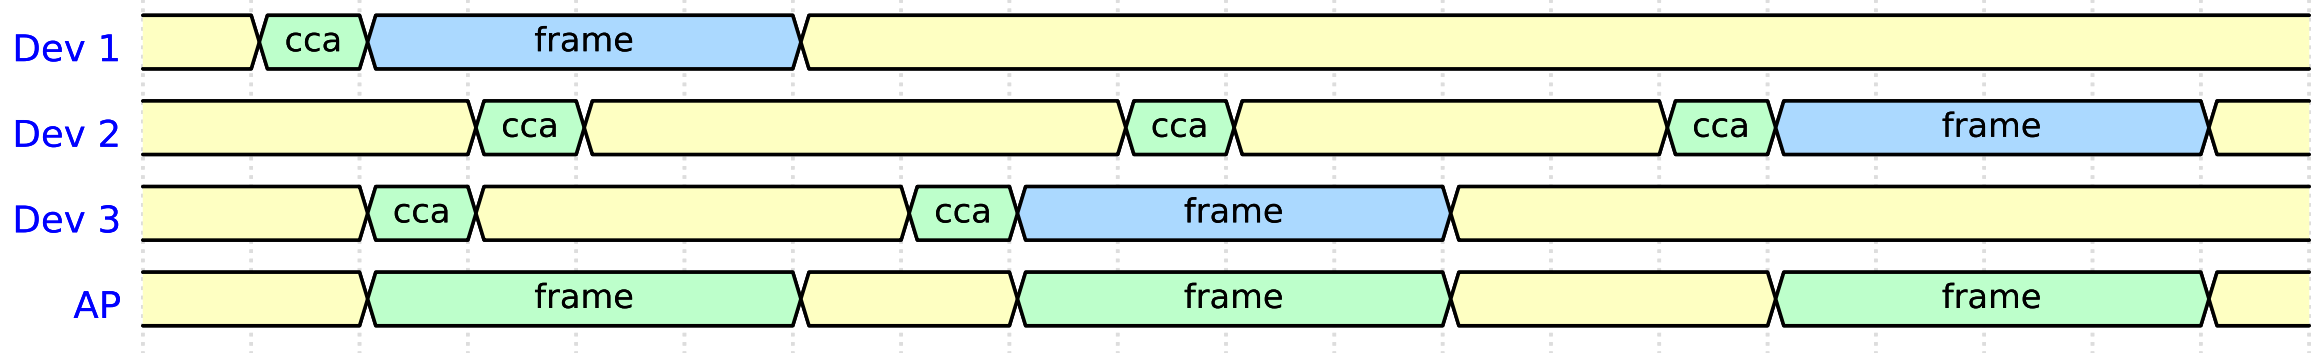 Dev 1 cca frame
Dev 2 cca cca cca frame
Dev 3 cca cca frame
AP frame frame frame